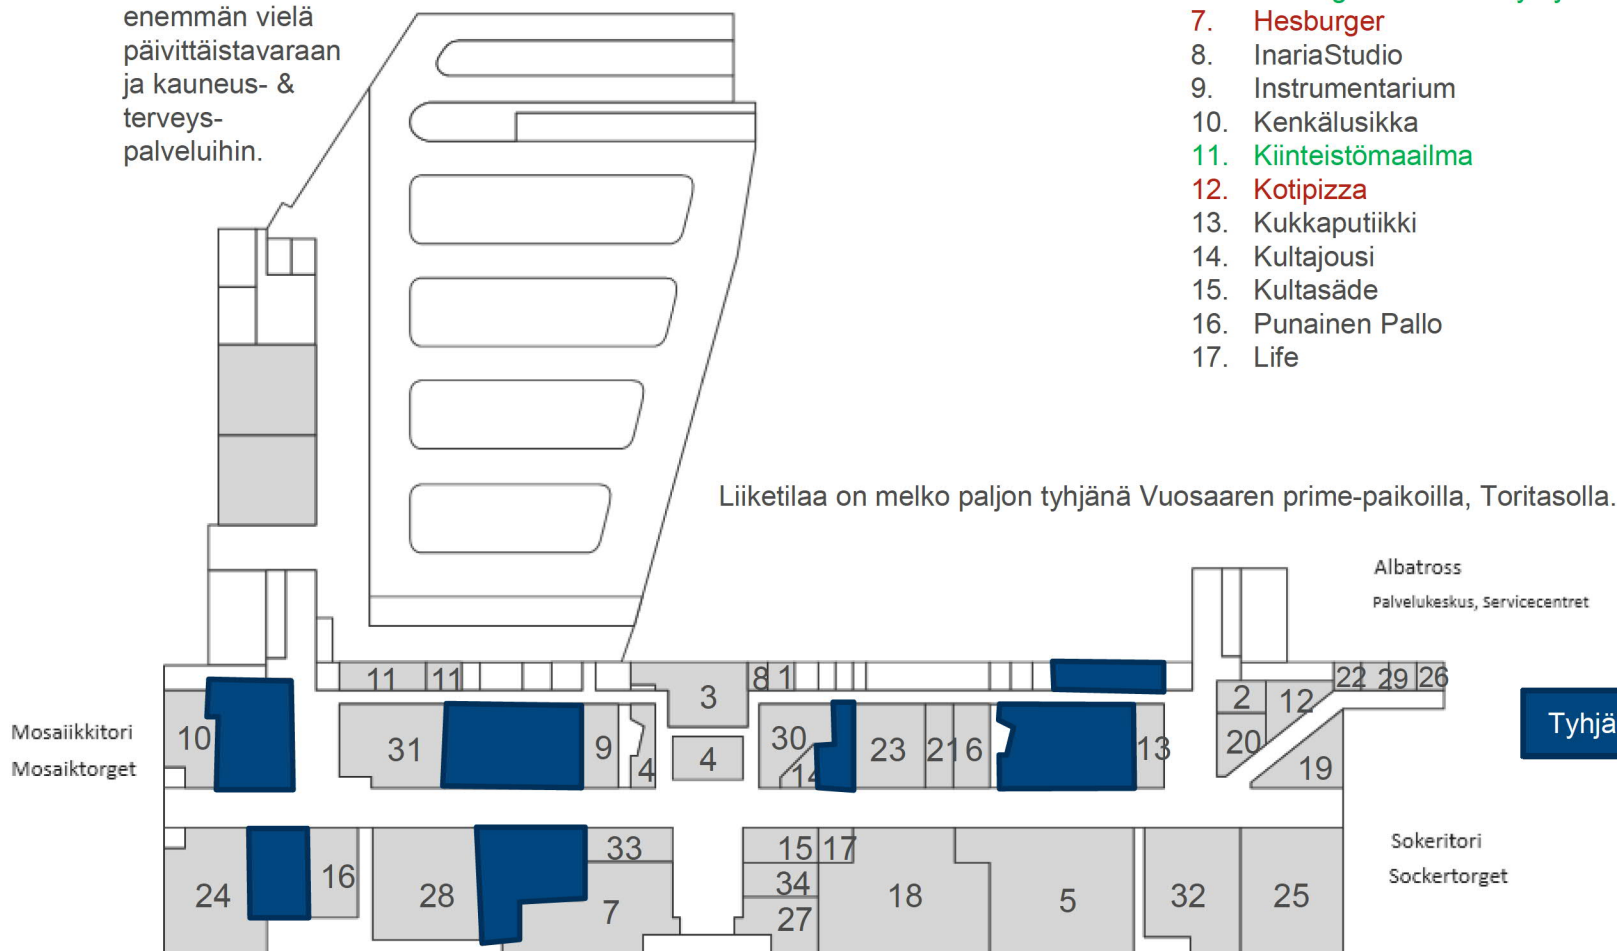 enemmän vielä
päivittäistavaraan
ja kauneus- &
terveys-
palveluihin.
7. Hesburger
8. InariaStudio
9. Instrumentarium
10. Kenkälusikka
11. Kiinteistömaailma
12. Kotipizza
13. Kukkaputiikki
14. Kultajousi
15. Kultasäde
16. Punainen Pallo
17. Life
Liiketilaa on melko paljon tyhjänä Vuosaaren prime-paikoilla, Toritasolla.
Albatross
Palvelukeskus, Servicecentret
11 11 3 8 1 22 29 26
2 12
Mosaiikkitori
Mosaiktorget
10 31 9 4 4 30 14 23 21 6 13 20 19
Tyhjä
Sokeritori
Sockertorget
33 15 17
24 16 28 7 34 27 18 5 32 25